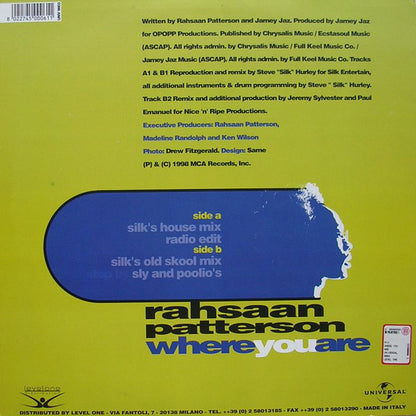 8 022745 000611
Written by Rahsaan Patterson and Jamey Jaz. Produced by Jamey Jaz
for OPOPP Productions. Published by Chrysalis Music / Ecstasoul Music
(ASCAP). All rights admin. by Chrysalis Music / Full Keel Music Co. /
Jamey Jaz Music (ASCAP). All rights admin. by Full Keel Music Co. Tracks
A1 & B1 Reproduction and remix by Steve "Silk" Hurley for Silk Entertain,
all additional instruments & drum programming by Steve " Silk" Hurley.
Track B2 Remix and additional production by Jeremy Sylvester and Paul
Emanuel for Nice 'n' Ripe Productions.
Executive Producers: Rahsaan Patterson,
Madeline Randolph and Ken Wilson
Photo: Drew Fitzgerald. Design: Same
(P) & (C) 1998 MCA Records, Inc.
side a
silk's house mix
radio edit
side b
silk's old skool mix
sly and poolio's
rahsaan
patterson
whereyouare
levelone
UNIVERSAL
DISTRIBUTED BY LEVEL ONE - VIA FANTOLI, 7 - 20138 MILANO - TEL. ++39 (0) 2 58013185 - FAX ++39 (0) 2 58013290 - MADE IN ITALY